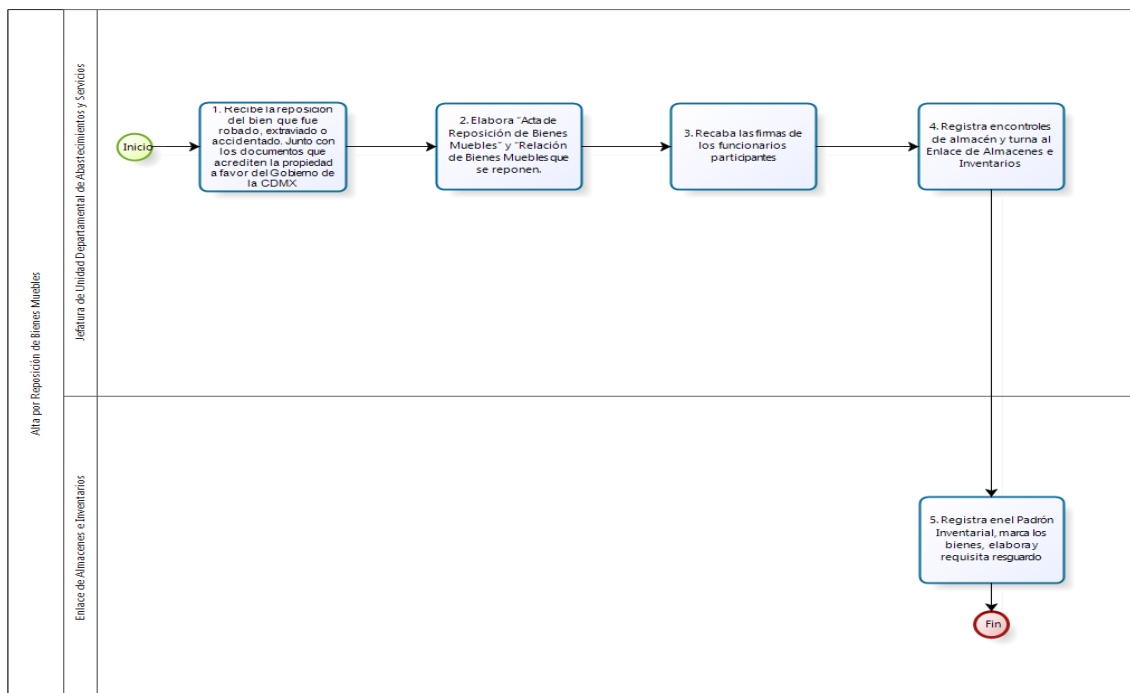 Alta por Reposición de Bienes Muebles
Jefatura de Unidad Departamental de Abastecimientos y Servicios
Inicio
1. Recibe la reposición
del bien que fue
robado, extraviado o
accidentado. Junto con
los documentos que
acrediten la propiedad
a favor del Gobierno de
la CDMX
2. Elabora "Acta de
Reposición de Bienes
Muebles" y "Relación
de Bienes Muebles que
se reponen.
3. Recaba las firmas de
los funcionarios
participantes
4. Registra en controles
de almacén y turna al
Enlace de Almacenes e
Inventarios
Enlace de Almacenes e Inventarios
5. Registra en el Padrón
Inventarial, marca los
bienes, elabora y
requisita resguardo
Fin